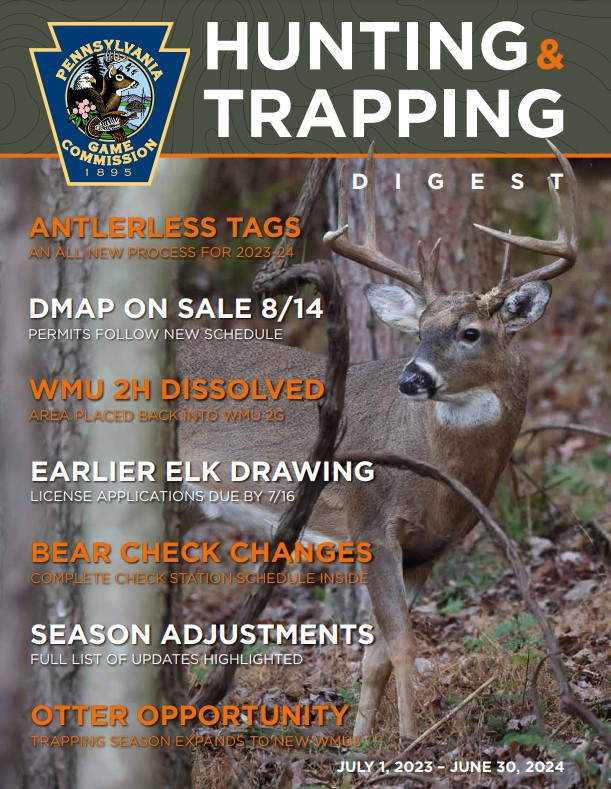 PENNSYLVANIA
GAME
COMMISSION
1895
HUNTING &
TRAPPING
DIGEST
ANTLERLESS TAGS
AN ALL NEW PROCESS FOR 2023-24
DMAP ON SALE 8/14
PERMITS FOLLOW NEW SCHEDULE
WMU 2H DISSOLVED
AREA PLACED BACK INTO WMU 2G
EARLIER ELK DRAWING
LICENSE APPLICATIONS DUE BY 7/16
BEAR CHECK CHANGES
COMPLETE CHECK STATION SCHEDULE INSIDE
SEASON ADJUSTMENTS
FULL LIST OF UPDATES HIGHLIGHTED
OTTER OPPORTUNITY
TRAPPING SEASON EXPANDS TO NEW WMUS
JULY 1, 2023 – JUNE 30, 2024